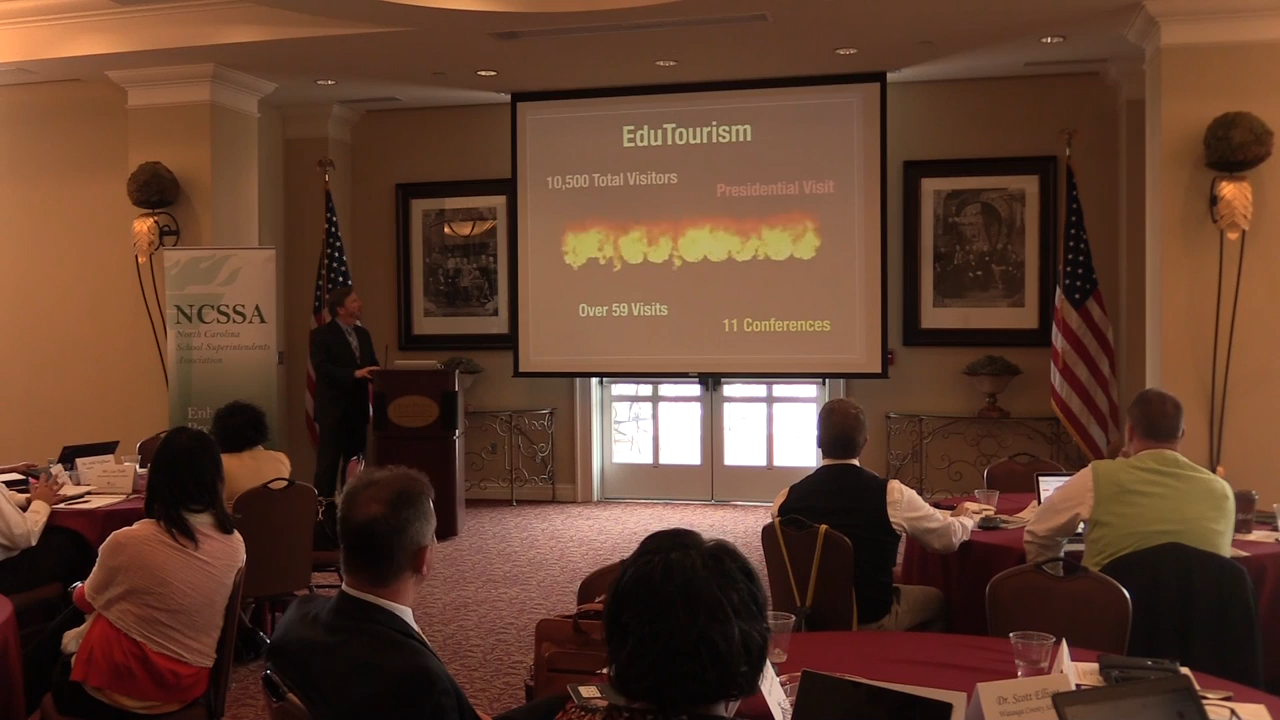 EduTourism
10,500 Total Visitors
Presidential Visit
Over 59 Visits
11 Conferences
NCSSA
North Carolina
School Superintendents
Association
Dr. Scott